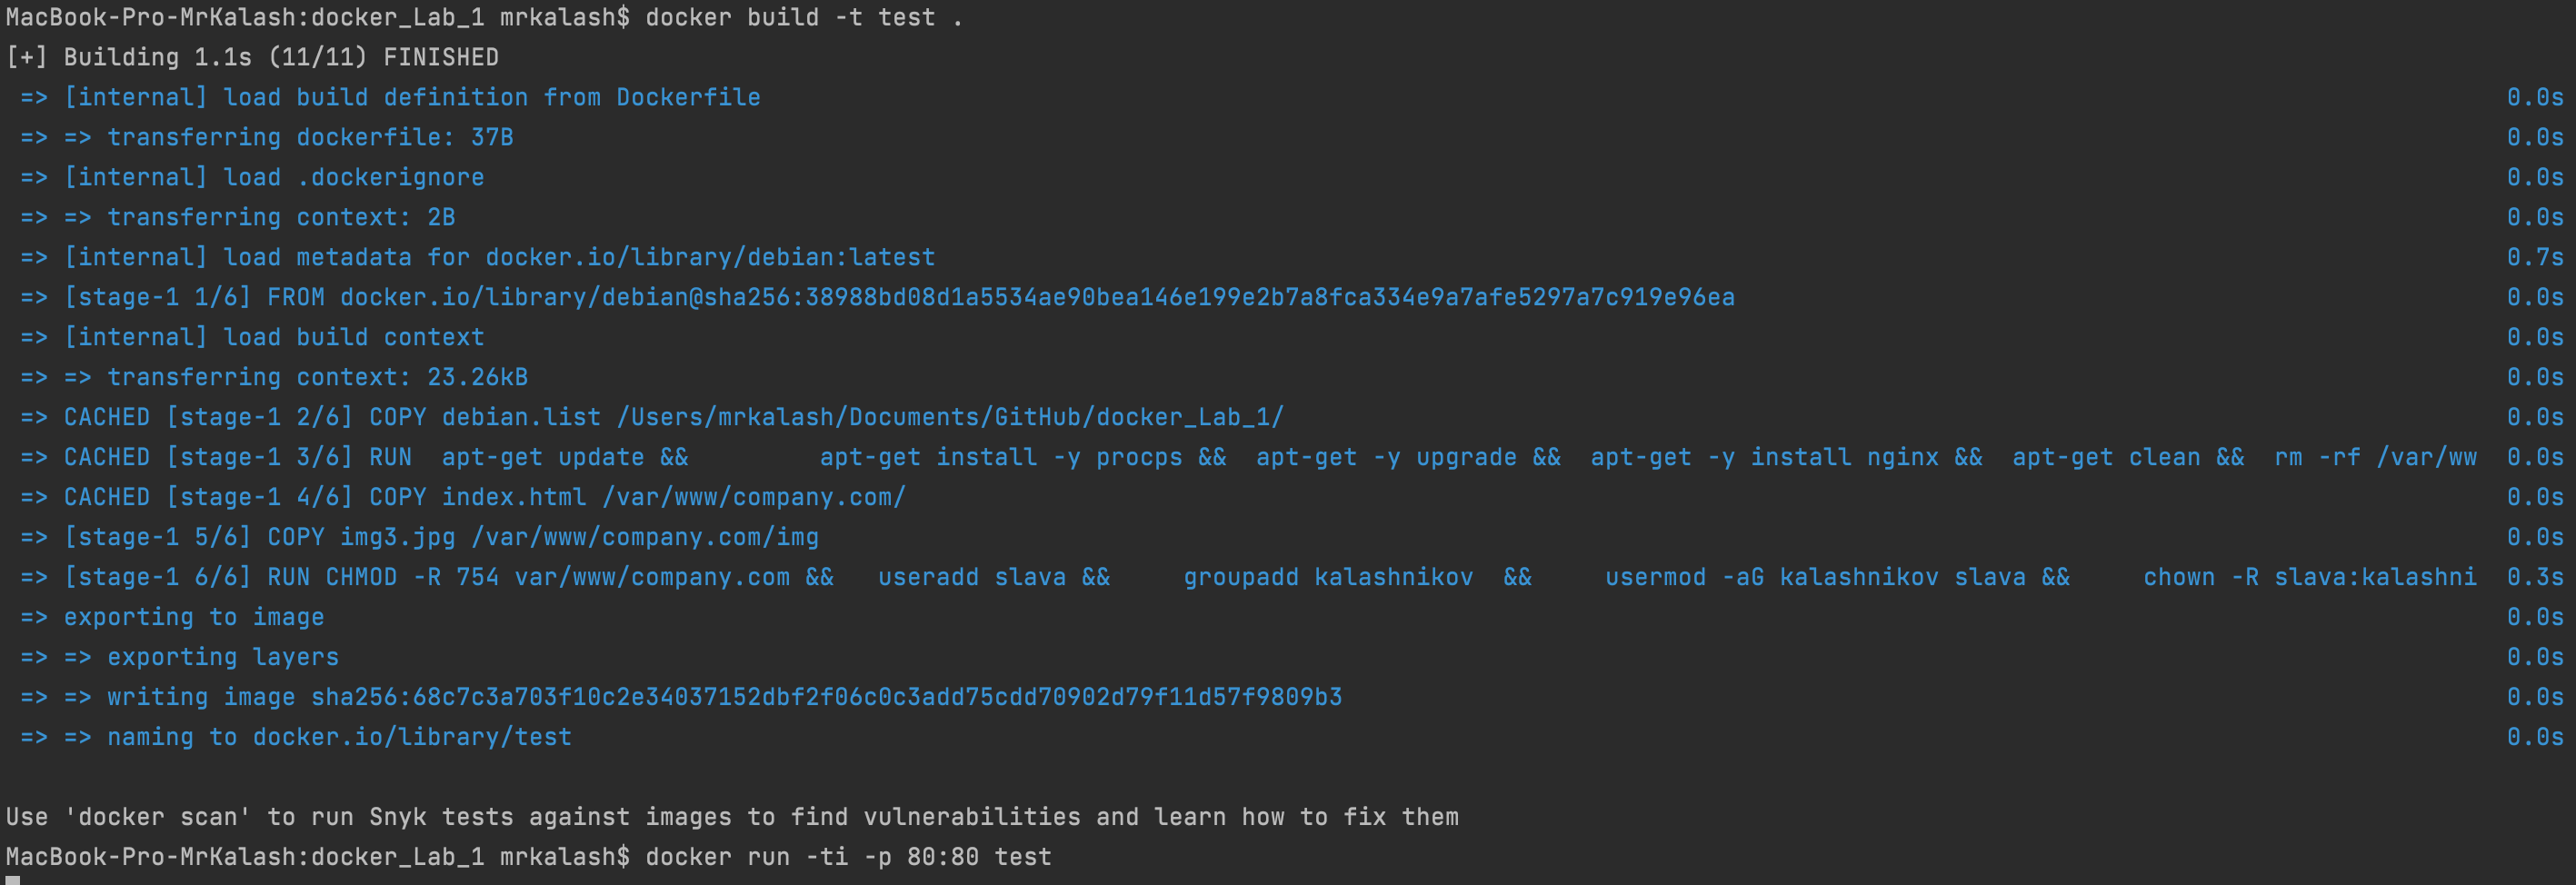 MacBook-Pro-MrKalash:docker_Lab_1 mrkalash$ docker build -t test .
[+] Building 1.1s (11/11) FINISHED
=> [internal] load build definition from Dockerfile 0.0s
=> => transferring dockerfile: 37B 0.0s
=> [internal] load .dockerignore 0.0s
=> => transferring context: 2B 0.0s
=> [internal] load metadata for docker.io/library/debian:latest 0.7s
=> [stage-1 1/6] FROM docker.io/library/debian@sha256:38988bd08d1a5534ae90bea146e199e2b7a8fca334e9a7afe5297a7c919e96ea 0.0s
=> [internal] load build context 0.0s
=> => transferring context: 23.26kB 0.0s
=> CACHED [stage-1 2/6] COPY debian.list /Users/mrkalash/Documents/GitHub/docker_Lab_1/ 0.0s
=> CACHED [stage-1 3/6] RUN  apt-get update &&         apt-get install -y procps &&  apt-get -y upgrade &&  apt-get -y install nginx &&  apt-get clean &&  rm -rf /var/ww 0.0s
=> CACHED [stage-1 4/6] COPY index.html /var/www/company.com/ 0.0s
=> [stage-1 5/6] COPY img3.jpg /var/www/company.com/img 0.0s
=> [stage-1 6/6] RUN CHMOD -R 754 var/www/company.com &&   useradd slava &&     groupadd kalashnikov  &&     usermod -aG kalashnikov slava &&     chown -R slava:kalashni 0.3s
=> exporting to image 0.0s
=> => exporting layers 0.0s
=> => writing image sha256:68c7c3a703f10c2e34037152dbf2f06c0c3add75cdd70902d79f11d57f9809b3 0.0s
=> => naming to docker.io/library/test 0.0s
Use 'docker scan' to run Snyk tests against images to find vulnerabilities and learn how to fix them
MacBook-Pro-MrKalash:docker_Lab_1 mrkalash$ docker run -ti -p 80:80 test